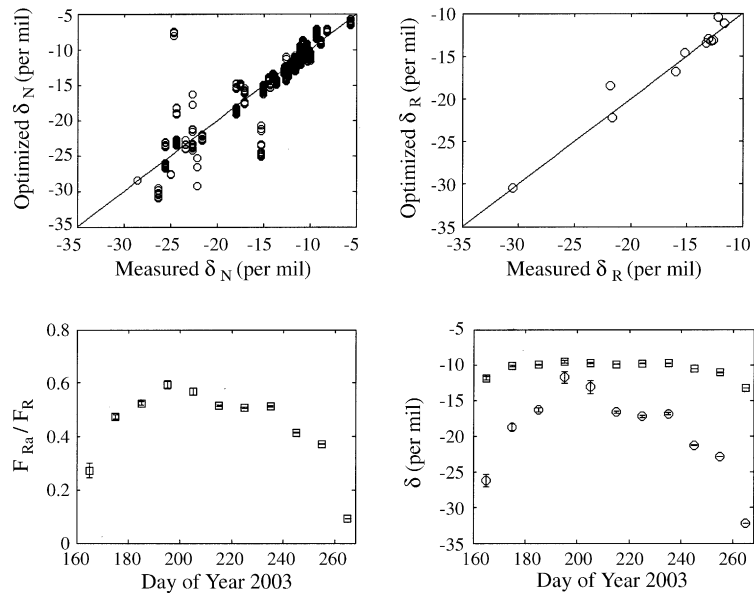 -5
-10
-15
-20
-25
-30
-35
Optimized δ N (per mil)
-35 -30 -25 -20 -15 -10 -5
Measured δ N (per mil)
-10
-15
-20
-25
-30
-35
Optimized δ R (per mil)
-35 -30 -25 -20 -15 -10
Measured δ R (per mil)
0.8
0.6
0.4
0.2
0
F Ra / F R
160 180 200 220 240 260
Day of Year 2003
-5
-10
-15
-20
-25
-30
-35
δ (per mil)
160 180 200 220 240 260
Day of Year 2003